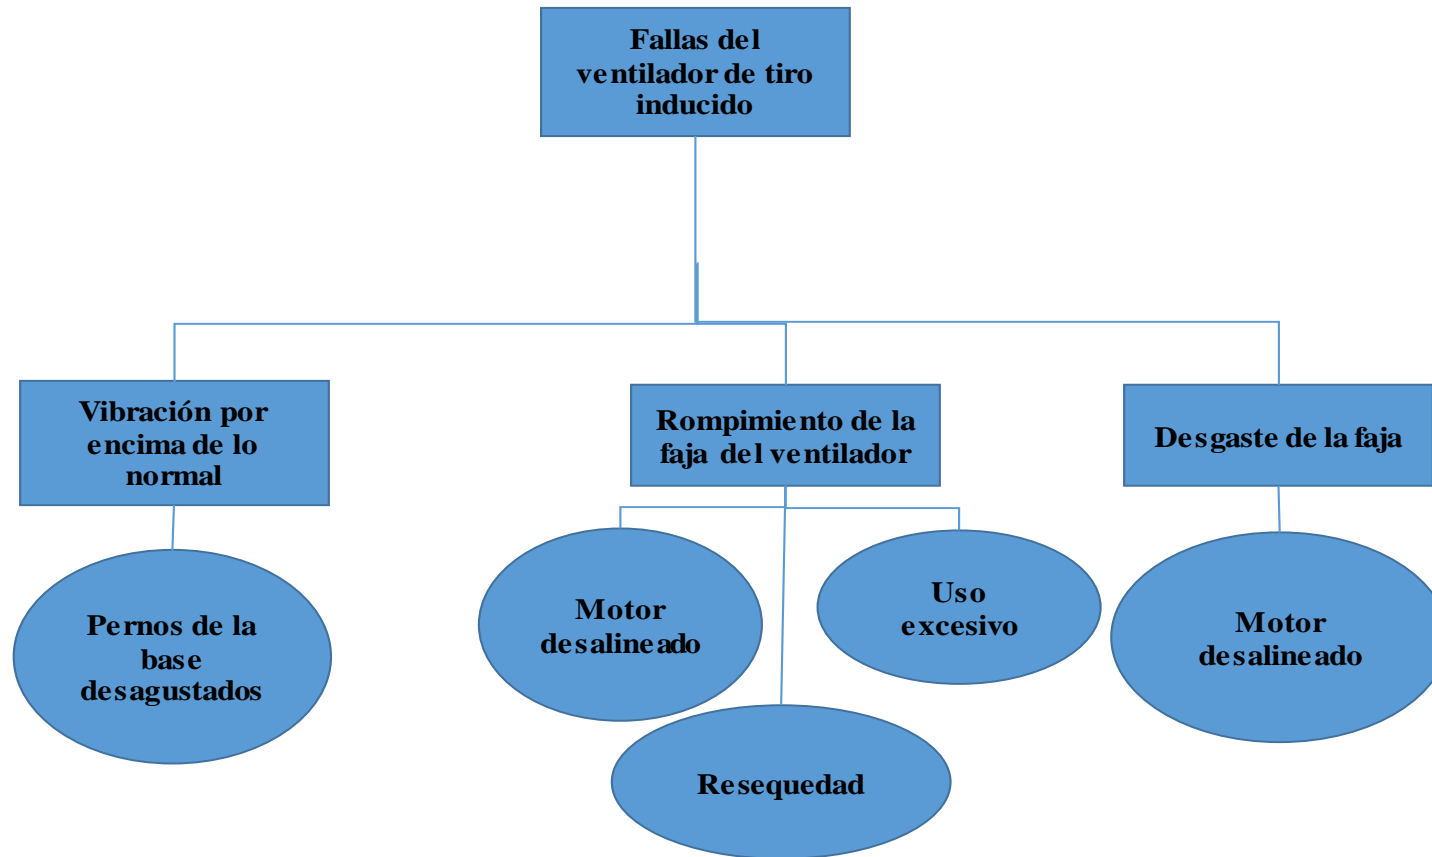 Fallas del
ventilador de tiro
inducido
Vibración por
encima de lo
normal
Rompimiento de la
faja del ventilador
Desgaste de la faja
Pernos de la
base
desagustados
Motor
desalineado
Uso
excesivo
Motor
desalineado
Resequedad